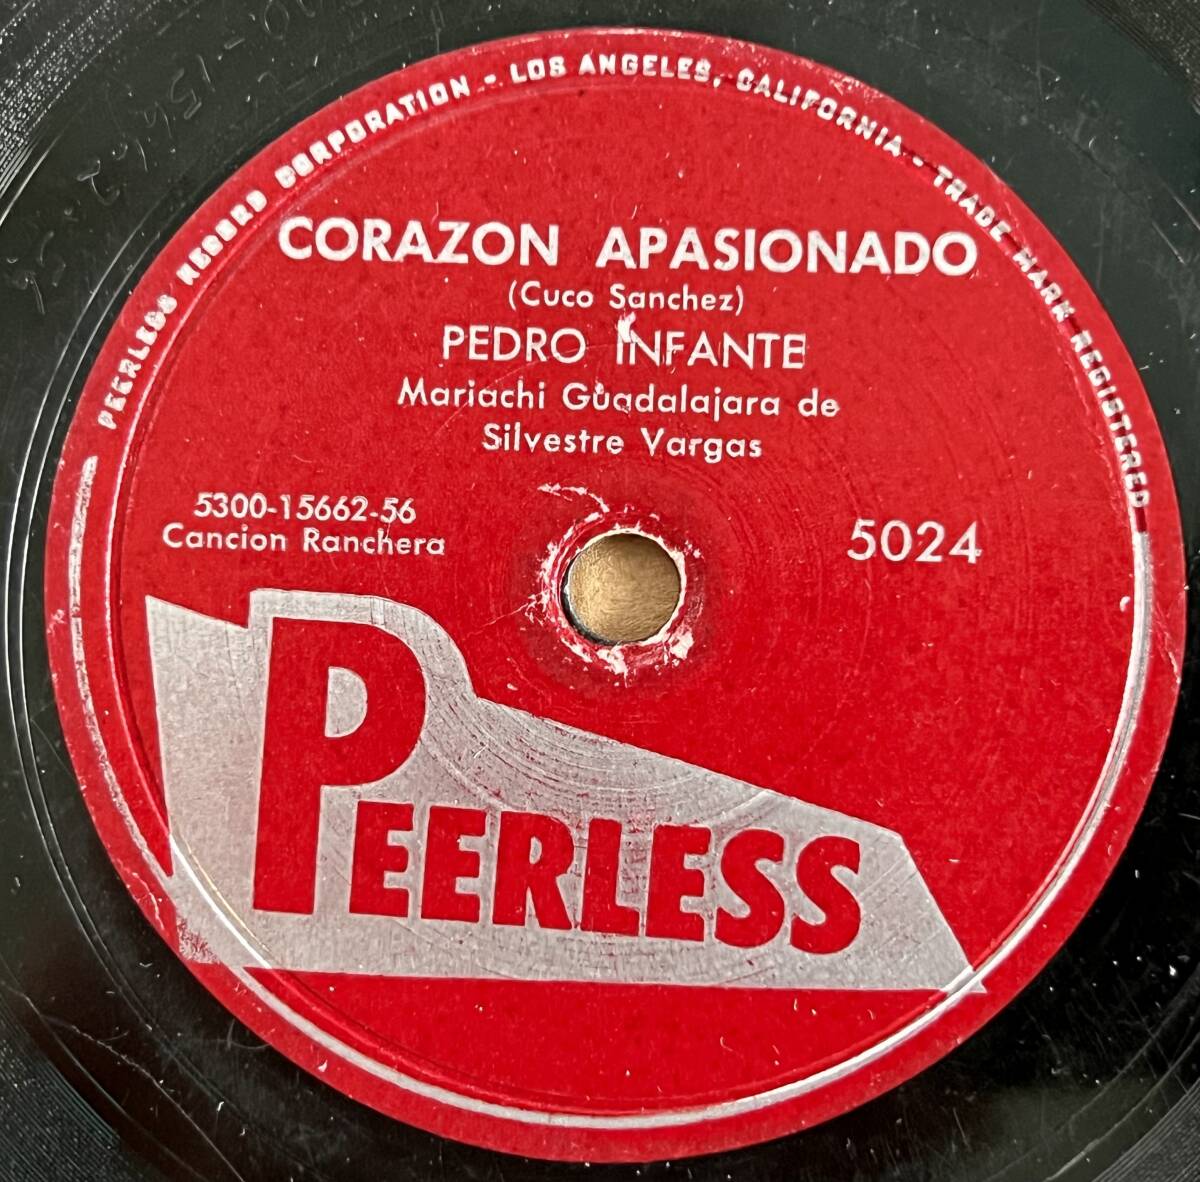 PEERLESS RECORD CORPORATION - LOS ANGELES, CALIFORNIA - TRADE MARK REGISTERED
CORAZON APASIONADO
(Cuco Sanchez)
PEDRO INFANTE
Mariachi Guadalajara de
Silvestre Vargas
5300-15662-56
Cancion Ranchera
5024
PEERLESS